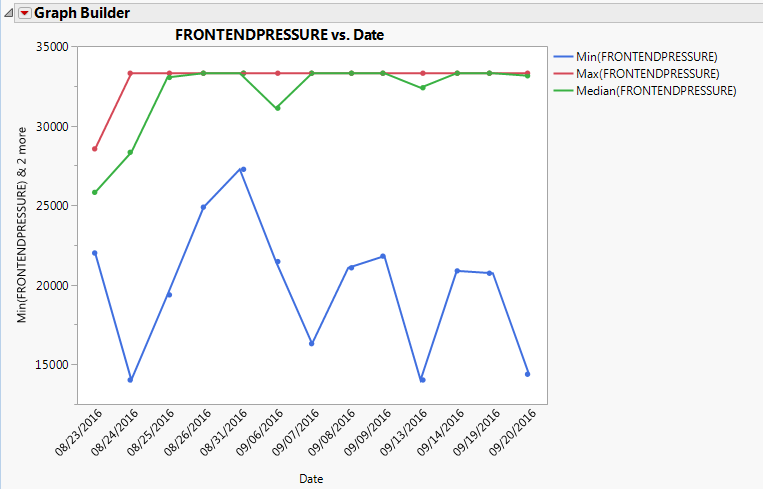 Graph Builder
FRONTENDPRESSURE vs. Date
Min(FRONTENDPRESSURE)
Max(FRONTENDPRESSURE)
Median(FRONTENDPRESSURE)
Min(FRONTENDPRESSURE) & 2 more
35000
30000
25000
20000
15000
08/23/2016
08/24/2016
08/25/2016
08/26/2016
08/31/2016
09/06/2016
09/07/2016
09/08/2016
09/09/2016
09/13/2016
09/14/2016
09/19/2016
09/20/2016
Date